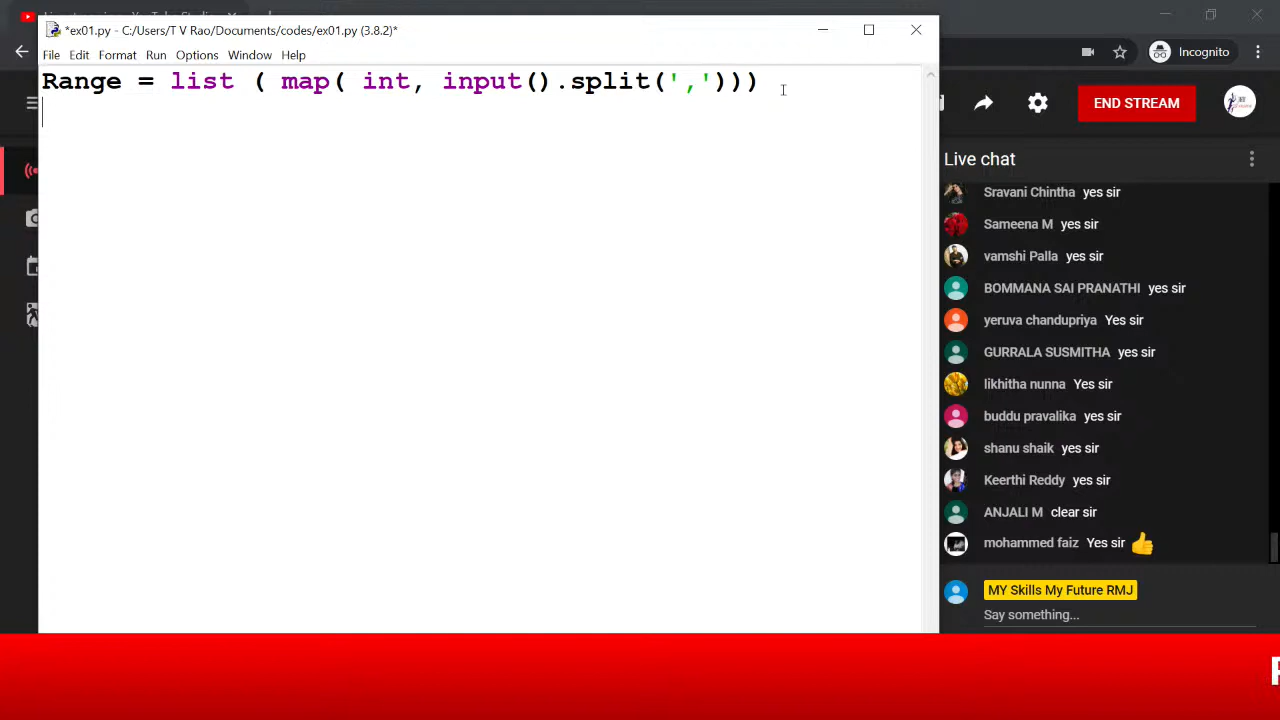 *ex01.py - C:/Users/T V Rao/Documents/codes/ex01.py (3.8.2)*
File Edit Format Run Options Window Help
Incognito
Range = list ( map( int, input().split(',')))
END STREAM
Live chat
Sravani Chintha yes sir
Sameena M yes sir
vamshi Palla yes sir
BOMMANA SAI PRANATHI yes sir
yeruva chandupriya Yes sir
GURRALA SUSMITHA yes sir
likhitha nunna Yes sir
buddu pravalika yes sir
shanu shaik yes sir
Keerthi Reddy yes sir
ANJALI M clear sir
mohammed faiz Yes sir 👍
MY Skills My Future RMJ
Say something...